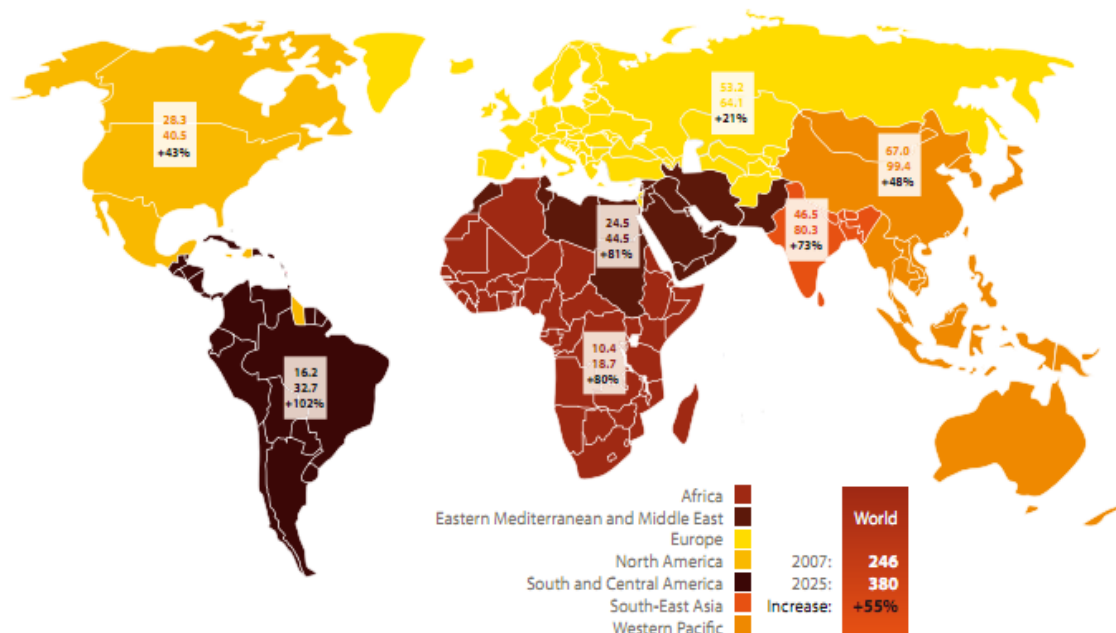 53.2
64.1
+21%
28.3
40.5
+43%
67.0
99.4
+48%
46.5
80.3
+73%
24.5
44.5
+81%
10.4
18.7
+80%
16.2
32.7
+102%
Africa
Eastern Mediterranean and Middle East
Europe
North America
South and Central America
South-East Asia
Western Pacific
World
2007: 246
2025: 380
Increase: +55%